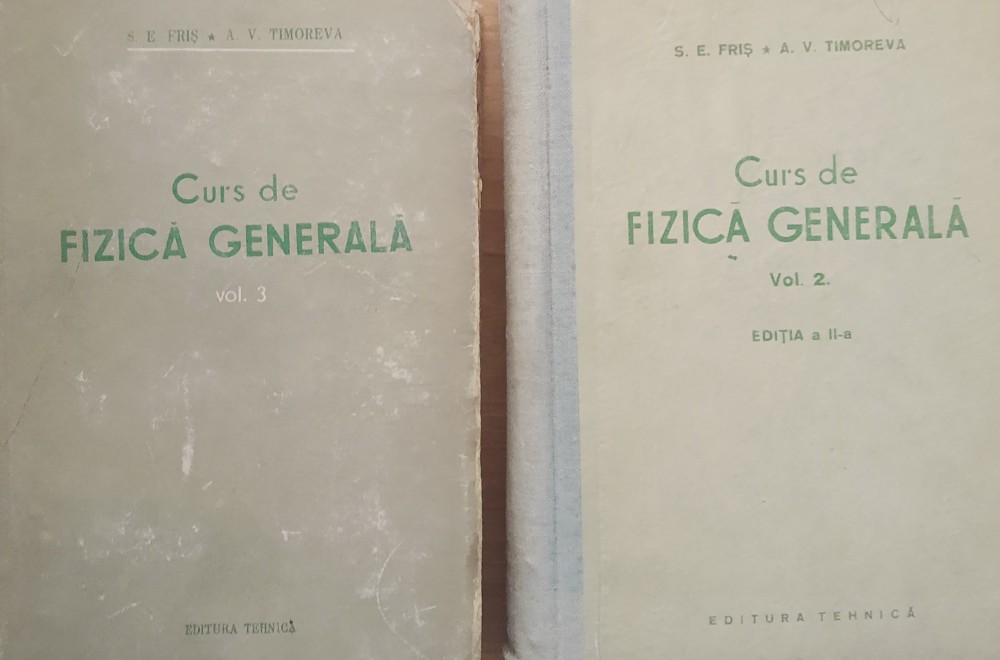 S. E. FRIȘ ★ A. V. TIMOREVA
Curs de
FIZICĂ GENERALĂ
vol. 3
EDITURA TEHNICĂ
S. E. FRIȘ ★ A. V. TIMOREVA
Curs de
FIZICĂ GENERALĂ
Vol. 2.
EDIȚIA a II-a
EDITURA TEHNICĂ